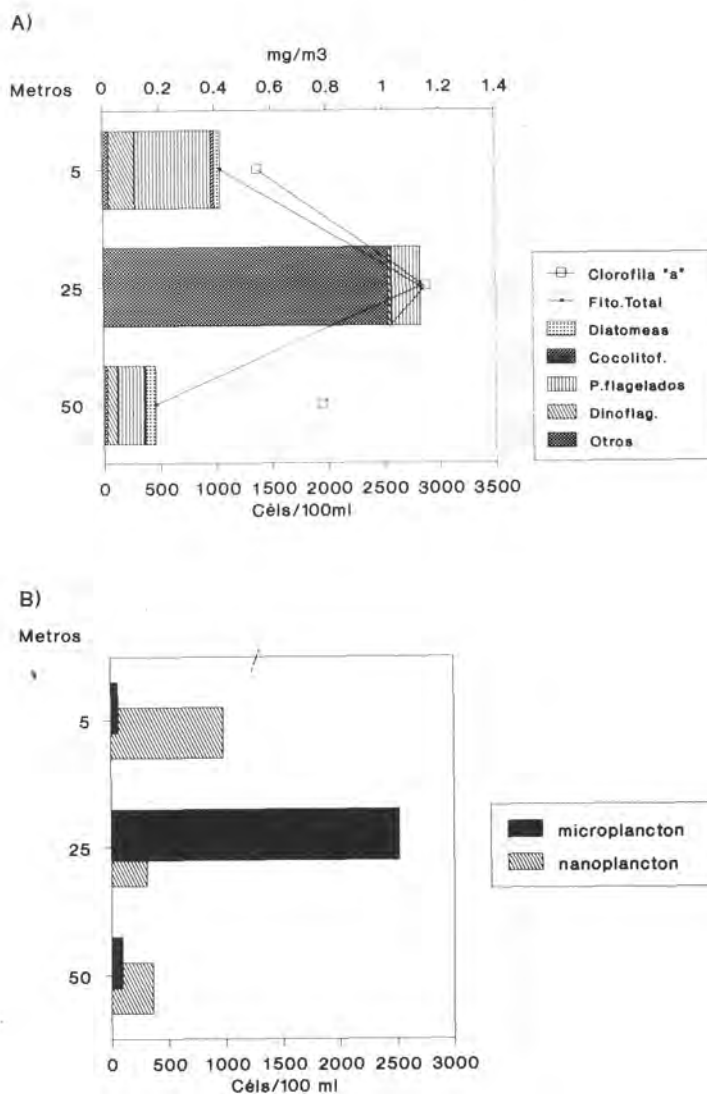 A)
mg/m3
Metros
0 0.2 0.4 0.6 0.8 1 1.2 1.4
5
25
50
0 500 1000 1500 2000 2500 3000 3500
Céls/100ml
Clorofila "a"
Fito.Total
Diatomeas
Cocolitof.
P.flagelados
Dinoflag.
Otros
B)
Metros
5
25
50
0 500 1000 1500 2000 2500 3000
Céls/100 ml
microplancton
nanoplancton